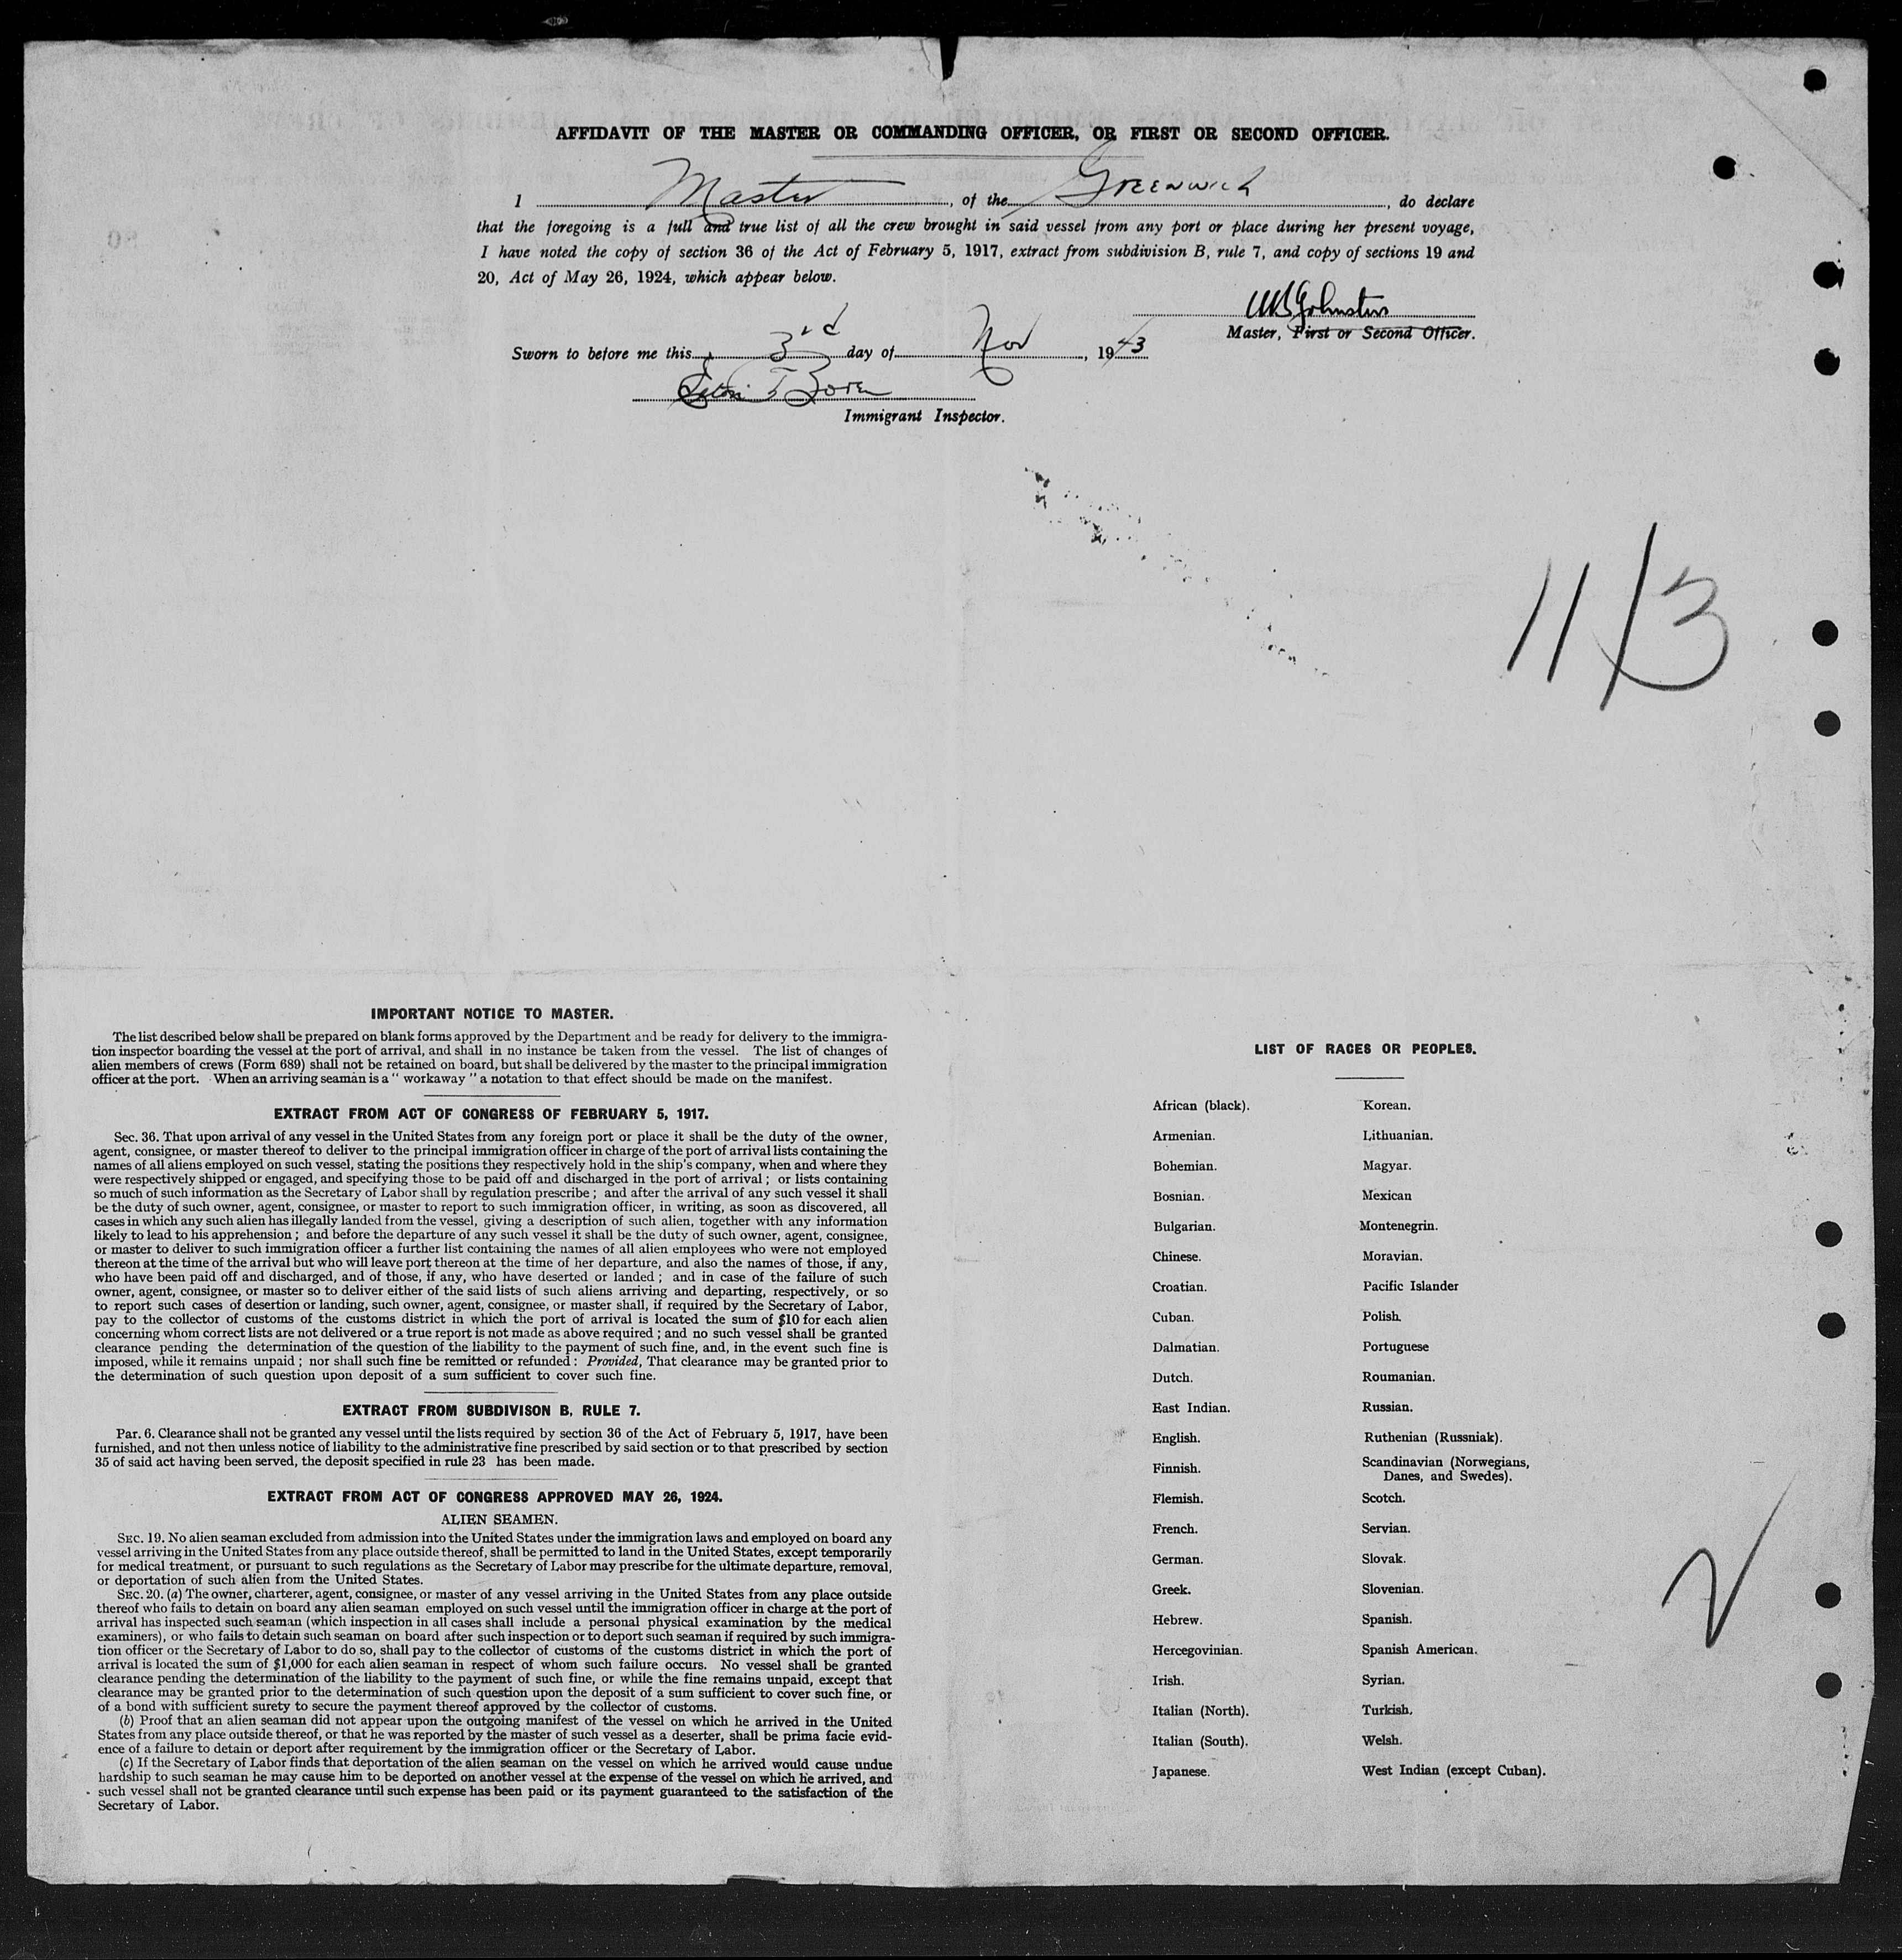 AFFIDAVIT OF THE MASTER OR COMMANDING OFFICER, OR FIRST OR SECOND OFFICER.
I Master, of the Greenwich, do declare
that the foregoing is a full and true list of all the crew brought in said vessel from any port or place during her present voyage,
I have noted the copy of section 36 of the Act of February 5, 1917, extract from subdivision B, rule 7, and copy of sections 19 and
20, Act of May 26, 1924, which appear below.
WB Johnston
Master, First or Second Officer.
Sworn to before me this 3rd day of Nov, 1943
Immigrant Inspector.
11/3
IMPORTANT NOTICE TO MASTER.
The list described below shall be prepared on blank forms approved by the Department and be ready for delivery to the immigra-
tion inspector boarding the vessel at the port of arrival, and shall in no instance be taken from the vessel. The list of changes of
alien members of crews (Form 689) shall not be retained on board, but shall be delivered by the master to the principal immigration
officer at the port. When an arriving seaman is a " workaway " a notation to that effect should be made on the manifest.
EXTRACT FROM ACT OF CONGRESS OF FEBRUARY 5, 1917.
Sec. 36. That upon arrival of any vessel in the United States from any foreign port or place it shall be the duty of the owner,
agent, consignee, or master thereof to deliver to the principal immigration officer in charge of the port of arrival lists containing the
names of all aliens employed on such vessel, stating the positions they respectively hold in the ship's company, when and where they
were respectively shipped or engaged, and specifying those to be paid off and discharged in the port of arrival ; or lists containing
so much of such information as the Secretary of Labor shall by regulation prescribe ; and after the arrival of any such vessel it shall
be the duty of such owner, agent, consignee, or master to report to such immigration officer, in writing, as soon as discovered, all
cases in which any such alien has illegally landed from the vessel, giving a description of such alien, together with any information
likely to lead to his apprehension ; and before the departure of any such vessel it shall be the duty of such owner, agent, consignee,
or master to deliver to such immigration officer a further list containing the names of all alien employees who were not employed
thereon at the time of the arrival but who will leave port thereon at the time of her departure, and also the names of those, if any,
who have been paid off and discharged, and of those, if any, who have deserted or landed ; and in case of the failure of such
owner, agent, consignee, or master so to deliver either of the said lists of such aliens arriving and departing, respectively, or so
to report such cases of desertion or landing, such owner, agent, consignee, or master shall, if required by the Secretary of Labor,
pay to the collector of customs of the customs district in which the port of arrival is located the sum of $10 for each alien
concerning whom correct lists are not delivered or a true report is not made as above required ; and no such vessel shall be granted
clearance pending the determination of the question of the liability to the payment of such fine, and, in the event such fine is
imposed, while it remains unpaid ; nor shall such fine be remitted or refunded : Provided, That clearance may be granted prior to
the determination of such question upon deposit of a sum sufficient to cover such fine.
EXTRACT FROM SUBDIVISON B, RULE 7.
Par. 6. Clearance shall not be granted any vessel until the lists required by section 36 of the Act of February 5, 1917, have been
furnished, and not then unless notice of liability to the administrative fine prescribed by said section or to that prescribed by section
35 of said act having been served, the deposit specified in rule 23 has been made.
EXTRACT FROM ACT OF CONGRESS APPROVED MAY 26, 1924.
ALIEN SEAMEN.
SEC. 19. No alien seaman excluded from admission into the United States under the immigration laws and employed on board any
vessel arriving in the United States from any place outside thereof, shall be permitted to land in the United States, except temporarily
for medical treatment, or pursuant to such regulations as the Secretary of Labor may prescribe for the ultimate departure, removal,
or deportation of such alien from the United States.
SEC. 20. (a) The owner, charterer, agent, consignee, or master of any vessel arriving in the United States from any place outside
thereof who fails to detain on board any alien seaman employed on such vessel until the immigration officer in charge at the port of
arrival has inspected such seaman (which inspection in all cases shall include a personal physical examination by the medical
examiners), or who fails to detain such seaman on board after such inspection or to deport such seaman if required by such immigra-
tion officer or the Secretary of Labor to do so, shall pay to the collector of customs of the customs district in which the port of
arrival is located the sum of $1,000 for each alien seaman in respect of whom such failure occurs. No vessel shall be granted
clearance pending the determination of the liability to the payment of such fine, or while the fine remains unpaid, except that
clearance may be granted prior to the determination of such question upon the deposit of a sum sufficient to cover such fine, or
of a bond with sufficient surety to secure the payment thereof approved by the collector of customs.
(b) Proof that an alien seaman did not appear upon the outgoing manifest of the vessel on which he arrived in the United
States from any place outside thereof, or that he was reported by the master of such vessel as a deserter, shall be prima facie evid-
ence of a failure to detain or deport after requirement by the immigration officer or the Secretary of Labor.
(c) If the Secretary of Labor finds that deportation of the alien seaman on the vessel on which he arrived would cause undue
hardship to such seaman he may cause him to be deported on another vessel at the expense of the vessel on which he arrived, and
such vessel shall not be granted clearance until such expense has been paid or its payment guaranteed to the satisfaction of the
Secretary of Labor.
LIST OF RACES OR PEOPLES.
African (black). Korean.
Armenian. Lithuanian.
Bohemian. Magyar.
Bosnian. Mexican
Bulgarian. Montenegrin.
Chinese. Moravian.
Croatian. Pacific Islander
Cuban. Polish.
Dalmatian. Portuguese
Dutch. Roumanian.
East Indian. Russian.
English. Ruthenian (Russniak).
Finnish. Scandinavian (Norwegians,
Danes, and Swedes).
Flemish. Scotch.
French. Servian.
German. Slovak.
Greek. Slovenian.
Hebrew. Spanish.
Hercegovinian. Spanish American.
Irish. Syrian.
Italian (North). Turkish.
Italian (South). Welsh.
Japanese. West Indian (except Cuban).